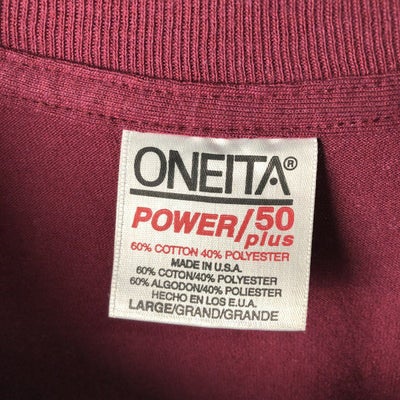 ONEITA®
POWER/50 plus
60% COTTON 40% POLYESTER
MADE IN U.S.A.
60% COTON/40% POLYESTER
60% ALGODON/40% POLIESTER
HECHO EN LOS E.U.A.
LARGE/GRAND/GRANDE